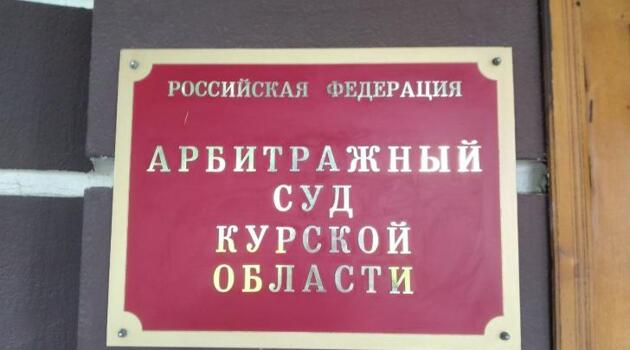 РОССИЙСКАЯ ФЕДЕРАЦИЯ
АРБИТРАЖНЫЙ
СУД
КУРСКОЙ
ОБЛАСТИ